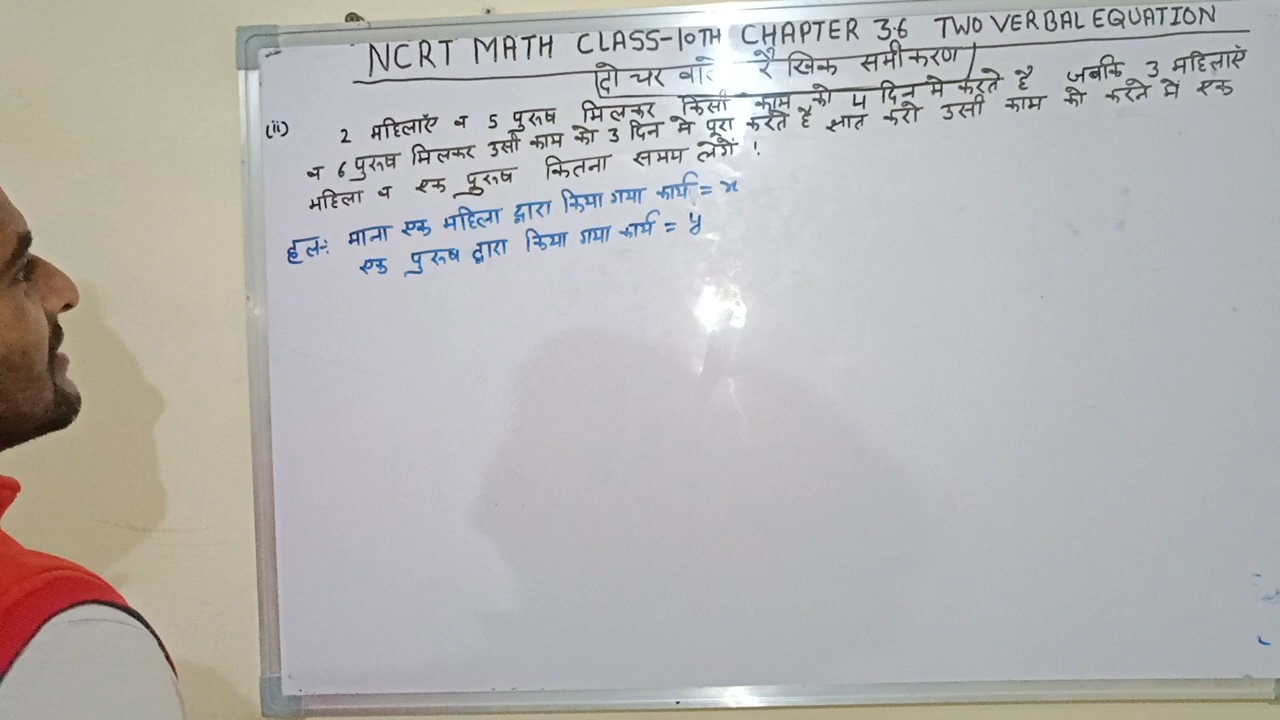 NCRT MATH CLASS-10TH CHAPTER 3.6 TWO VERBAL EQUATION
दो चर वाले रैखिक समीकरण
(ii) 2 महिलाएँ व 5 पुरूष मिलकर किसी काम को 4 दिन मे करते है जबकि 3 महिलाएँ
व 6 पुरूष मिलकर उसी काम को 3 दिन मे पूरा करते है ज्ञात करो उसी काम को करने में एक
महिला व एक पुरूष कितना समय लेगें !
हल:- माना एक महिला द्वारा किया गया कार्य = x
एक पुरूष द्वारा किया गया कार्य = y